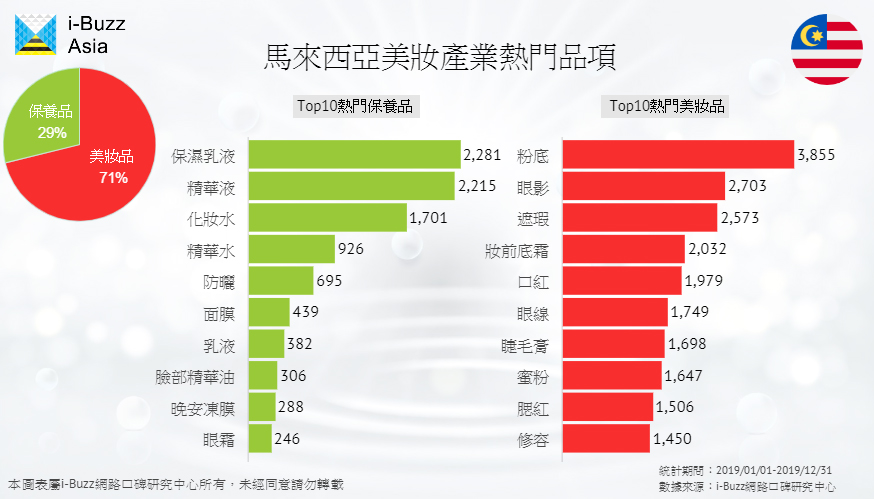 i-Buzz
Asia
馬來西亞美妝產業熱門品項
保養品
29%
美妝品
71%
Top10熱門保養品
保濕乳液 2,281
精華液 2,215
化妝水 1,701
精華水 926
防曬 695
面膜 439
乳液 382
臉部精華油 306
晚安凍膜 288
眼霜 246
Top10熱門美妝品
粉底 3,855
眼影 2,703
遮瑕 2,573
妝前底霜 2,032
口紅 1,979
眼線 1,749
睫毛膏 1,698
蜜粉 1,647
腮紅 1,506
修容 1,450
本圖表屬i-Buzz網路口碑研究中心所有，未經同意請勿轉載
統計期間：2019/01/01-2019/12/31
數據來源：i-Buzz網路口碑研究中心